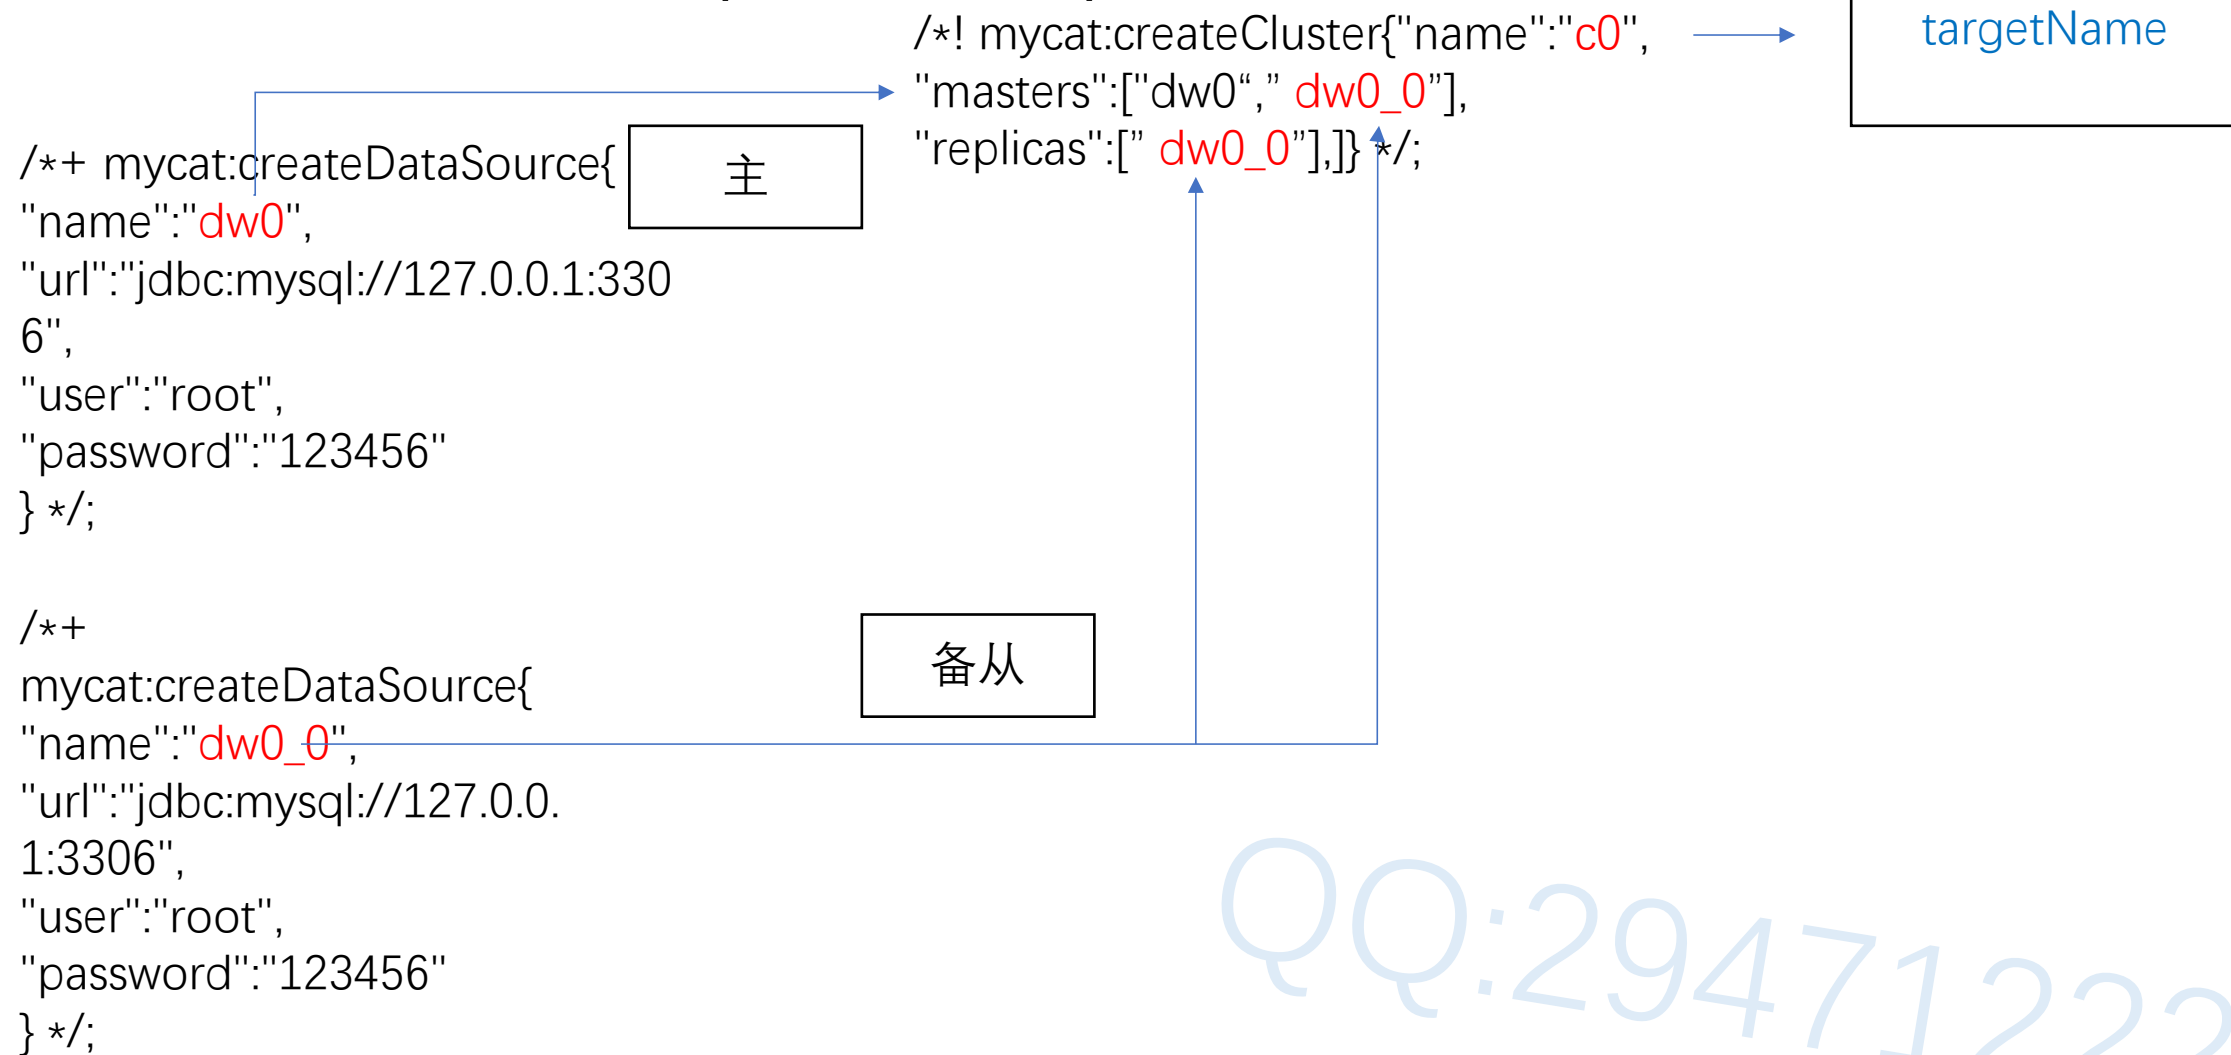 /*! mycat:createCluster{"name":"c0",
"masters":["dw0“,” dw0_0”],
"replicas":[” dw0_0”],]} */;
targetName
/*+ mycat:createDataSource{
"name":"dw0",
"url":"jdbc:mysql://127.0.0.1:330
6",
"user":"root",
"password":"123456"
} */;
主
/*+
mycat:createDataSource{
"name":"dw0_0",
"url":"jdbc:mysql://127.0.0.
1:3306",
"user":"root",
"password":"123456"
} */;
备从
QQ:29471222